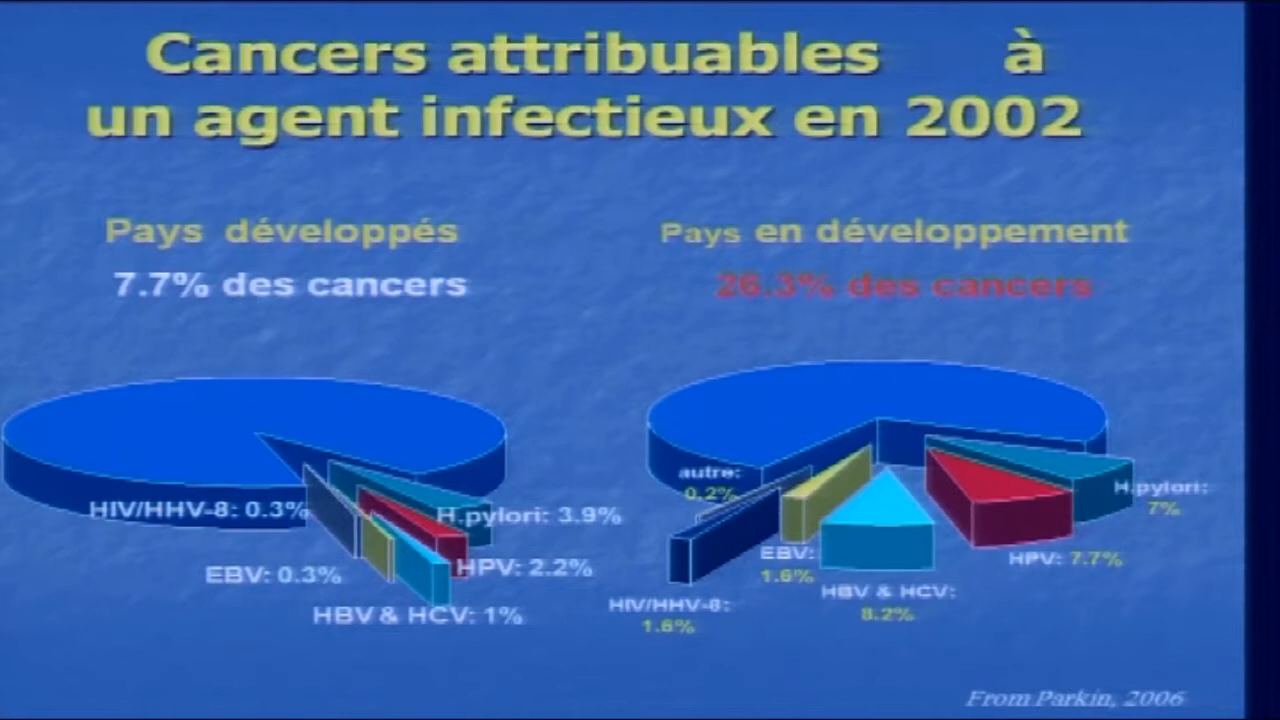 Cancers attribuables à
un agent infectieux en 2002
Pays développés
7.7% des cancers
HIV/HHV-8: 0.3%
H.pylori: 3.9%
EBV: 0.3%
HPV: 2.2%
HBV & HCV: 1%
Pays en développement
26.3% des cancers
autre:
0.2%
H.pylori:
7%
EBV:
1.6%
HPV: 7.7%
HBV & HCV:
8.2%
HIV/HHV-8:
1.6%
From Parkin, 2006